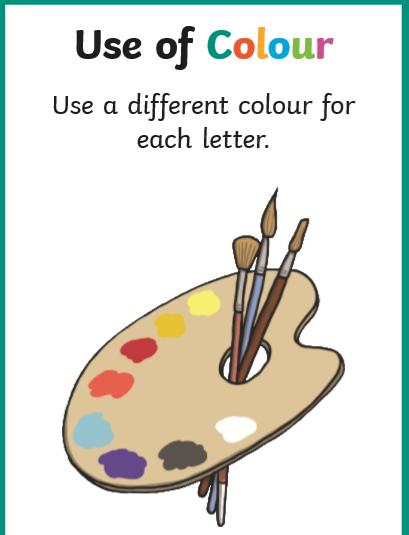 Use of Colour
Use a different colour for
each letter.